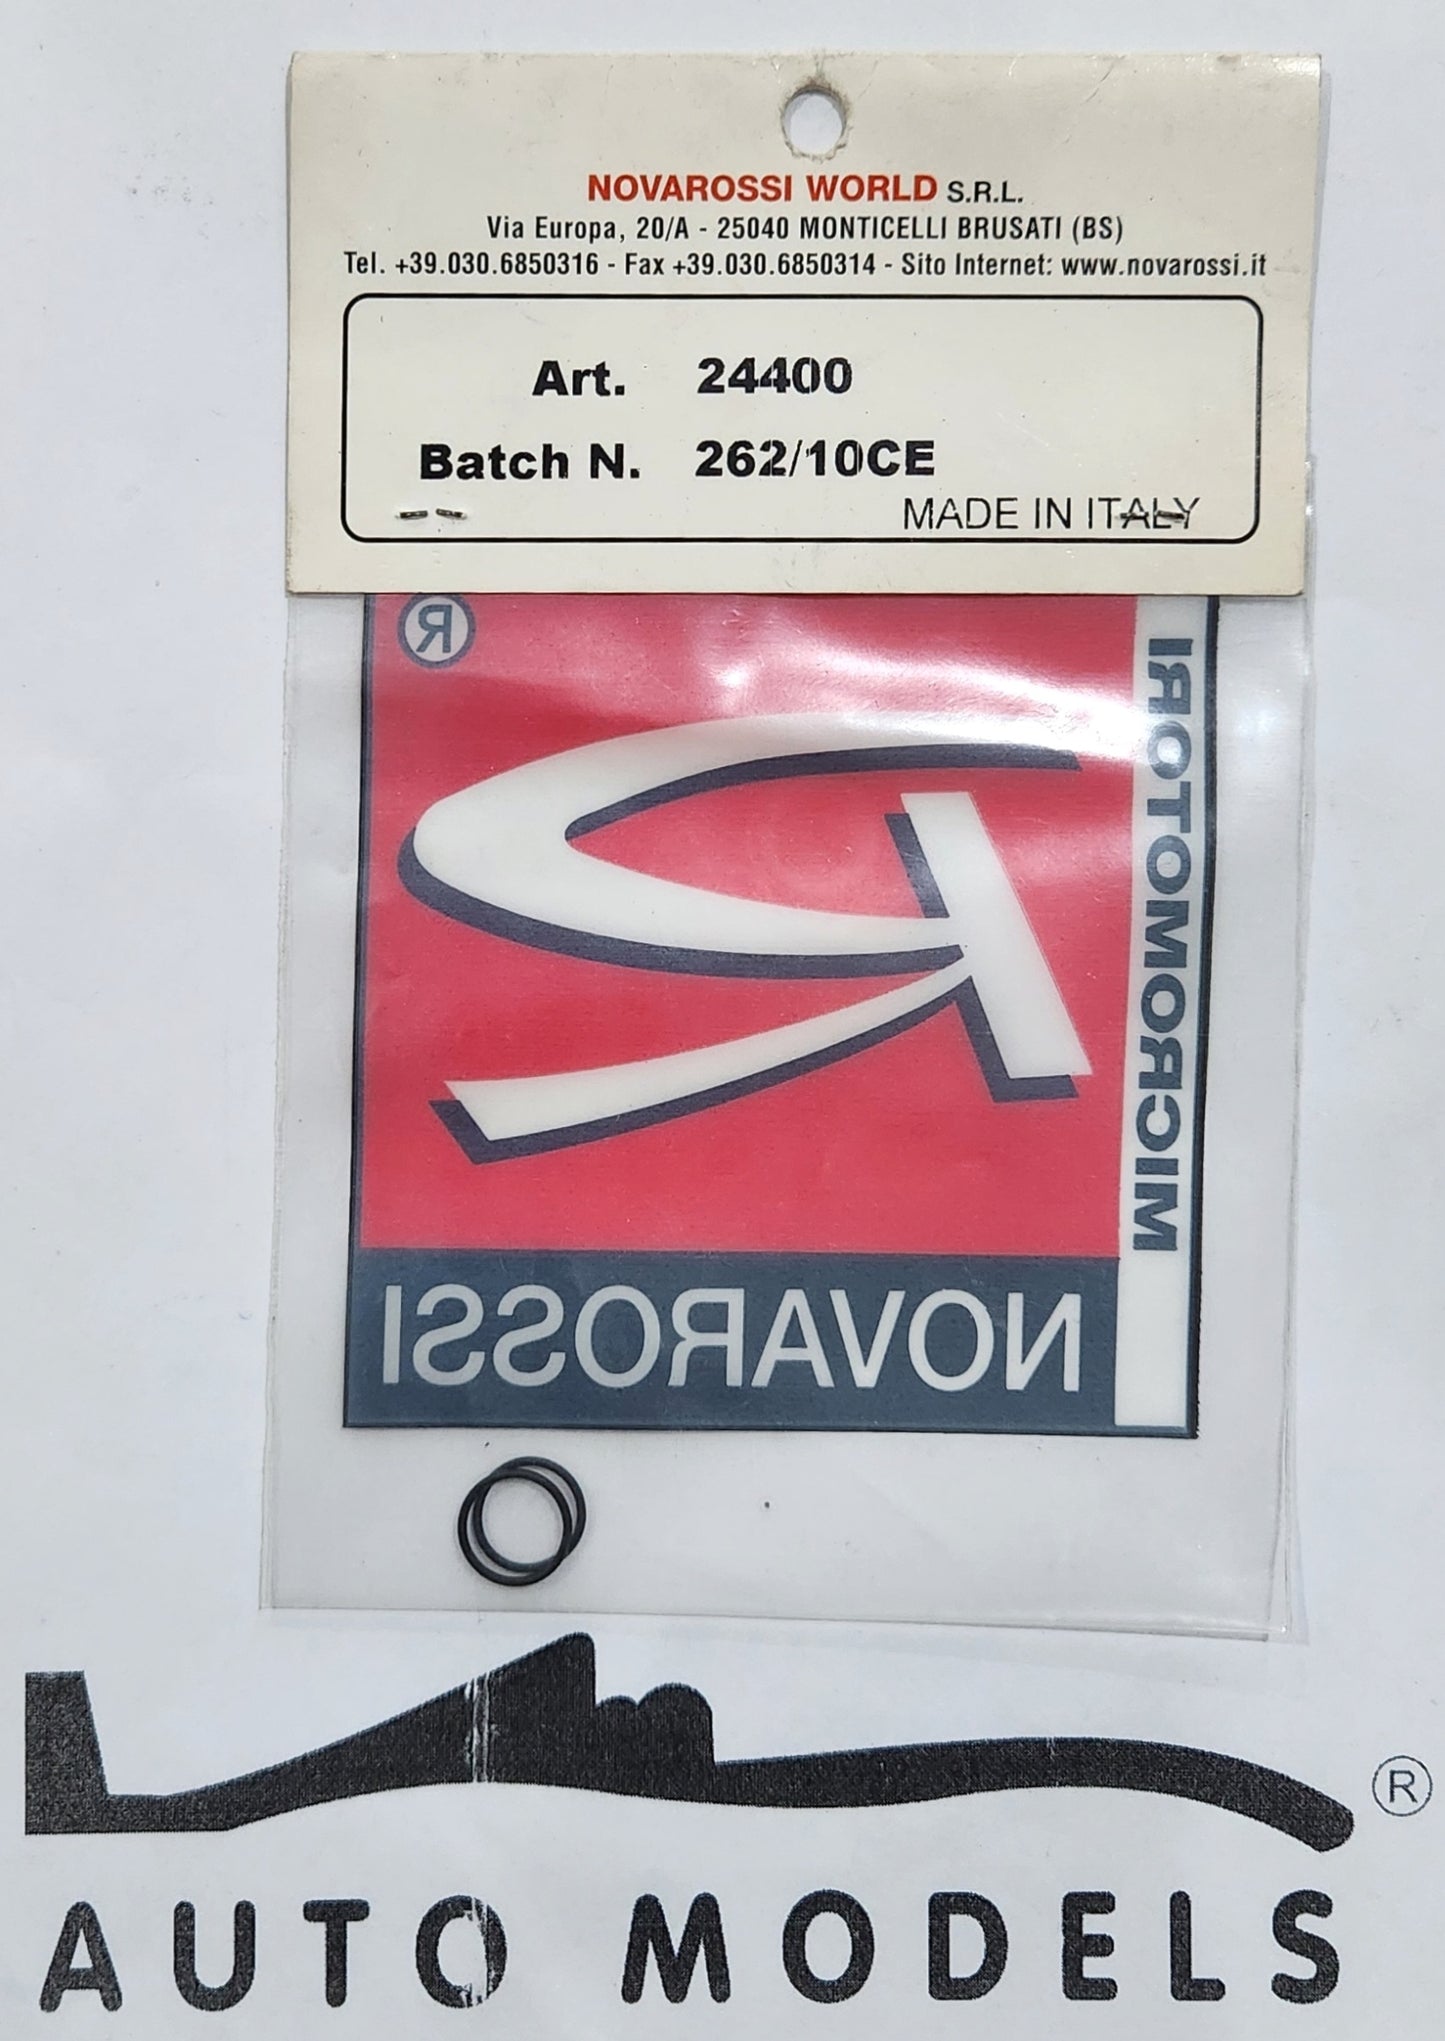 NOVAROSSI WORLD S.R.L.
Via Europa, 20/A - 25040 MONTICELLI BRUSATI (BS)
Tel. +39.030.6850316 - Fax +39.030.6850314 - Sito Internet: www.novarossi.it
Art. 24400
Batch N. 262/10CE
MADE IN ITALY
®
R
MICROMOTORI
NOVAROSSI
®
AUTO MODELS